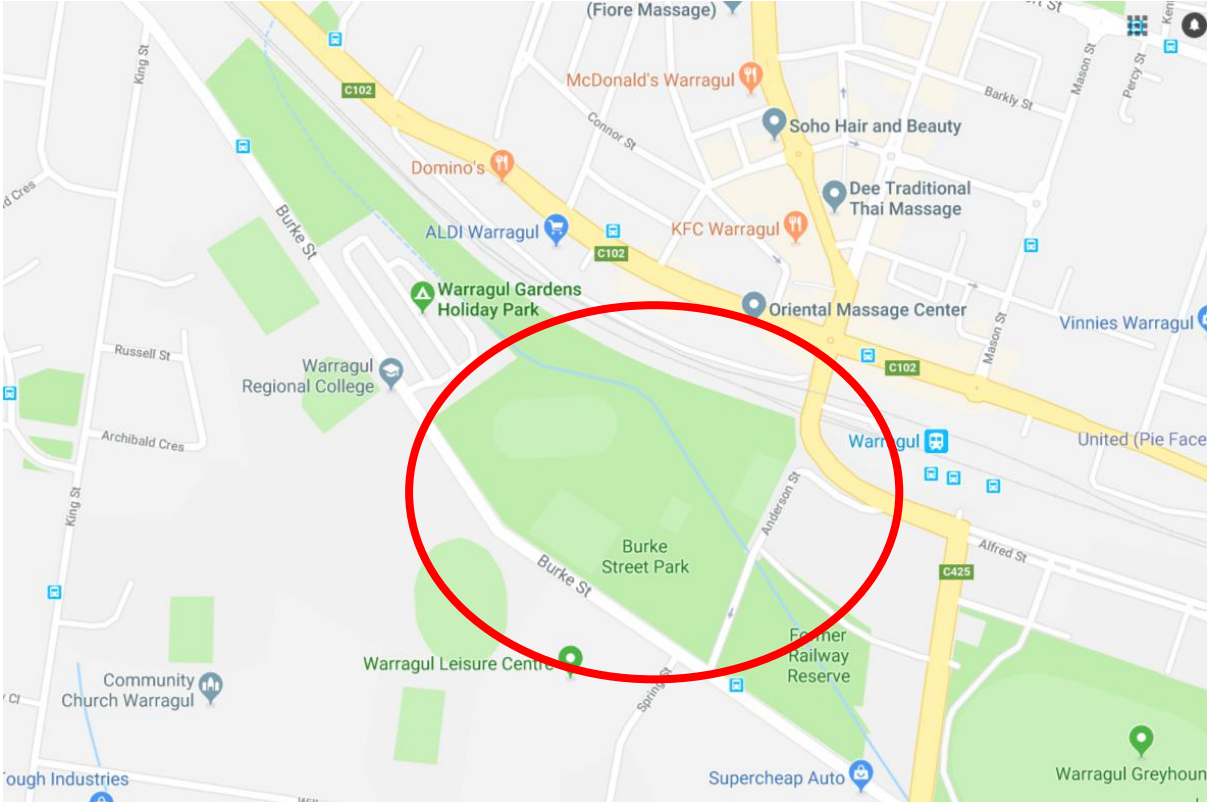 (Fiore Massage)
King St
Mason St
Percy St
C102
McDonald's Warragul
Barkly St
Connor St
Soho Hair and Beauty
Domino's
Dee Traditional
Thai Massage
Burke St
ALDI Warragul
KFC Warragul
C102
Warragul Gardens
Holiday Park
Oriental Massage Center
Mason St
Vinnies Warragul
Russell St
Warragul
Regional College
C102
Archibald Cres
Warragul
United (Pie Face
King St
Anderson St
Burke
Street Park
Burke St
Alfred St
C425
Former
Railway
Reserve
Warragul Leisure Centre
Spring St
Community
Church Warragul
Supercheap Auto
Warragul Greyhoun
ough Industries